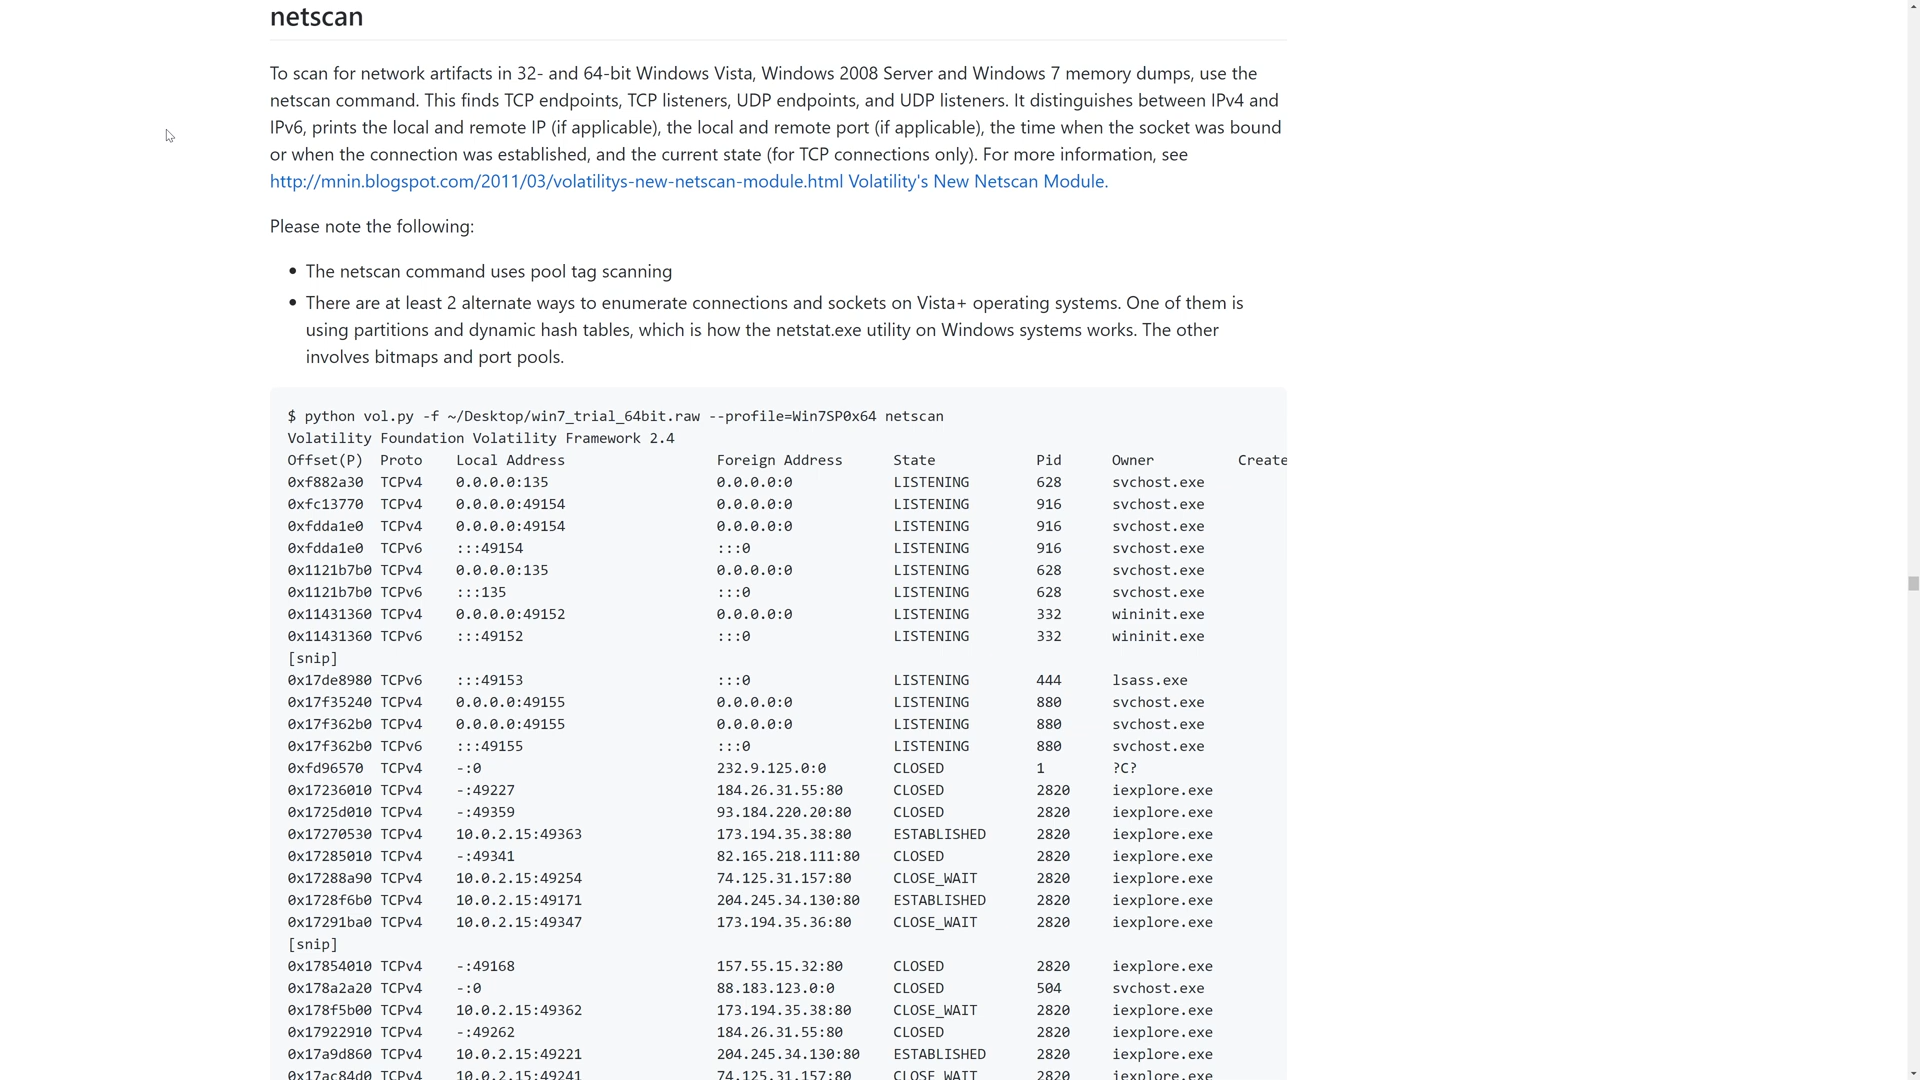 netscan
To scan for network artifacts in 32- and 64-bit Windows Vista, Windows 2008 Server and Windows 7 memory dumps, use the
netscan command. This finds TCP endpoints, TCP listeners, UDP endpoints, and UDP listeners. It distinguishes between IPv4 and
IPv6, prints the local and remote IP (if applicable), the local and remote port (if applicable), the time when the socket was bound
or when the connection was established, and the current state (for TCP connections only). For more information, see
http://mnin.blogspot.com/2011/03/volatilitys-new-netscan-module.html Volatility's New Netscan Module.
Please note the following:
• The netscan command uses pool tag scanning
• There are at least 2 alternate ways to enumerate connections and sockets on Vista+ operating systems. One of them is
using partitions and dynamic hash tables, which is how the netstat.exe utility on Windows systems works. The other
involves bitmaps and port pools.
$ python vol.py -f ~/Desktop/win7_trial_64bit.raw --profile=Win7SP0x64 netscan
Volatility Foundation Volatility Framework 2.4
Offset(P)  Proto    Local Address                  Foreign Address      State            Pid      Owner          Create
0xf882a30  TCPv4    0.0.0.0:135                    0.0.0.0:0            LISTENING        628      svchost.exe
0xfc13770  TCPv4    0.0.0.0:49154                  0.0.0.0:0            LISTENING        916      svchost.exe
0xfdda1e0  TCPv4    0.0.0.0:49154                  0.0.0.0:0            LISTENING        916      svchost.exe
0xfdda1e0  TCPv6    :::49154                       :::0                 LISTENING        916      svchost.exe
0x1121b7b0 TCPv4    0.0.0.0:135                    0.0.0.0:0            LISTENING        628      svchost.exe
0x1121b7b0 TCPv6    :::135                         :::0                 LISTENING        628      svchost.exe
0x11431360 TCPv4    0.0.0.0:49152                  0.0.0.0:0            LISTENING        332      wininit.exe
0x11431360 TCPv6    :::49152                       :::0                 LISTENING        332      wininit.exe
[snip]
0x17de8980 TCPv6    :::49153                       :::0                 LISTENING        444      lsass.exe
0x17f35240 TCPv4    0.0.0.0:49155                  0.0.0.0:0            LISTENING        880      svchost.exe
0x17f362b0 TCPv4    0.0.0.0:49155                  0.0.0.0:0            LISTENING        880      svchost.exe
0x17f362b0 TCPv6    :::49155                       :::0                 LISTENING        880      svchost.exe
0xfd96570  TCPv4    -:0                            232.9.125.0:0        CLOSED           1        ?C?
0x17236010 TCPv4    -:49227                        184.26.31.55:80      CLOSED           2820     iexplore.exe
0x1725d010 TCPv4    -:49359                        93.184.220.20:80     CLOSED           2820     iexplore.exe
0x17270530 TCPv4    10.0.2.15:49363                173.194.35.38:80     ESTABLISHED      2820     iexplore.exe
0x17285010 TCPv4    -:49341                        82.165.218.111:80    CLOSED           2820     iexplore.exe
0x17288a90 TCPv4    10.0.2.15:49254                74.125.31.157:80     CLOSE_WAIT       2820     iexplore.exe
0x1728f6b0 TCPv4    10.0.2.15:49171                204.245.34.130:80    ESTABLISHED      2820     iexplore.exe
0x17291ba0 TCPv4    10.0.2.15:49347                173.194.35.36:80     CLOSE_WAIT       2820     iexplore.exe
[snip]
0x17854010 TCPv4    -:49168                        157.55.15.32:80      CLOSED           2820     iexplore.exe
0x178a2a20 TCPv4    -:0                            88.183.123.0:0       CLOSED           504      svchost.exe
0x178f5b00 TCPv4    10.0.2.15:49362                173.194.35.38:80     CLOSE_WAIT       2820     iexplore.exe
0x17922910 TCPv4    -:49262                        184.26.31.55:80      CLOSED           2820     iexplore.exe
0x17a9d860 TCPv4    10.0.2.15:49221                204.245.34.130:80    ESTABLISHED      2820     iexplore.exe
0x17ac84d0 TCPv4    10.0.2.15:49241                74.125.31.157:80     CLOSE_WAIT       2820     iexplore.exe